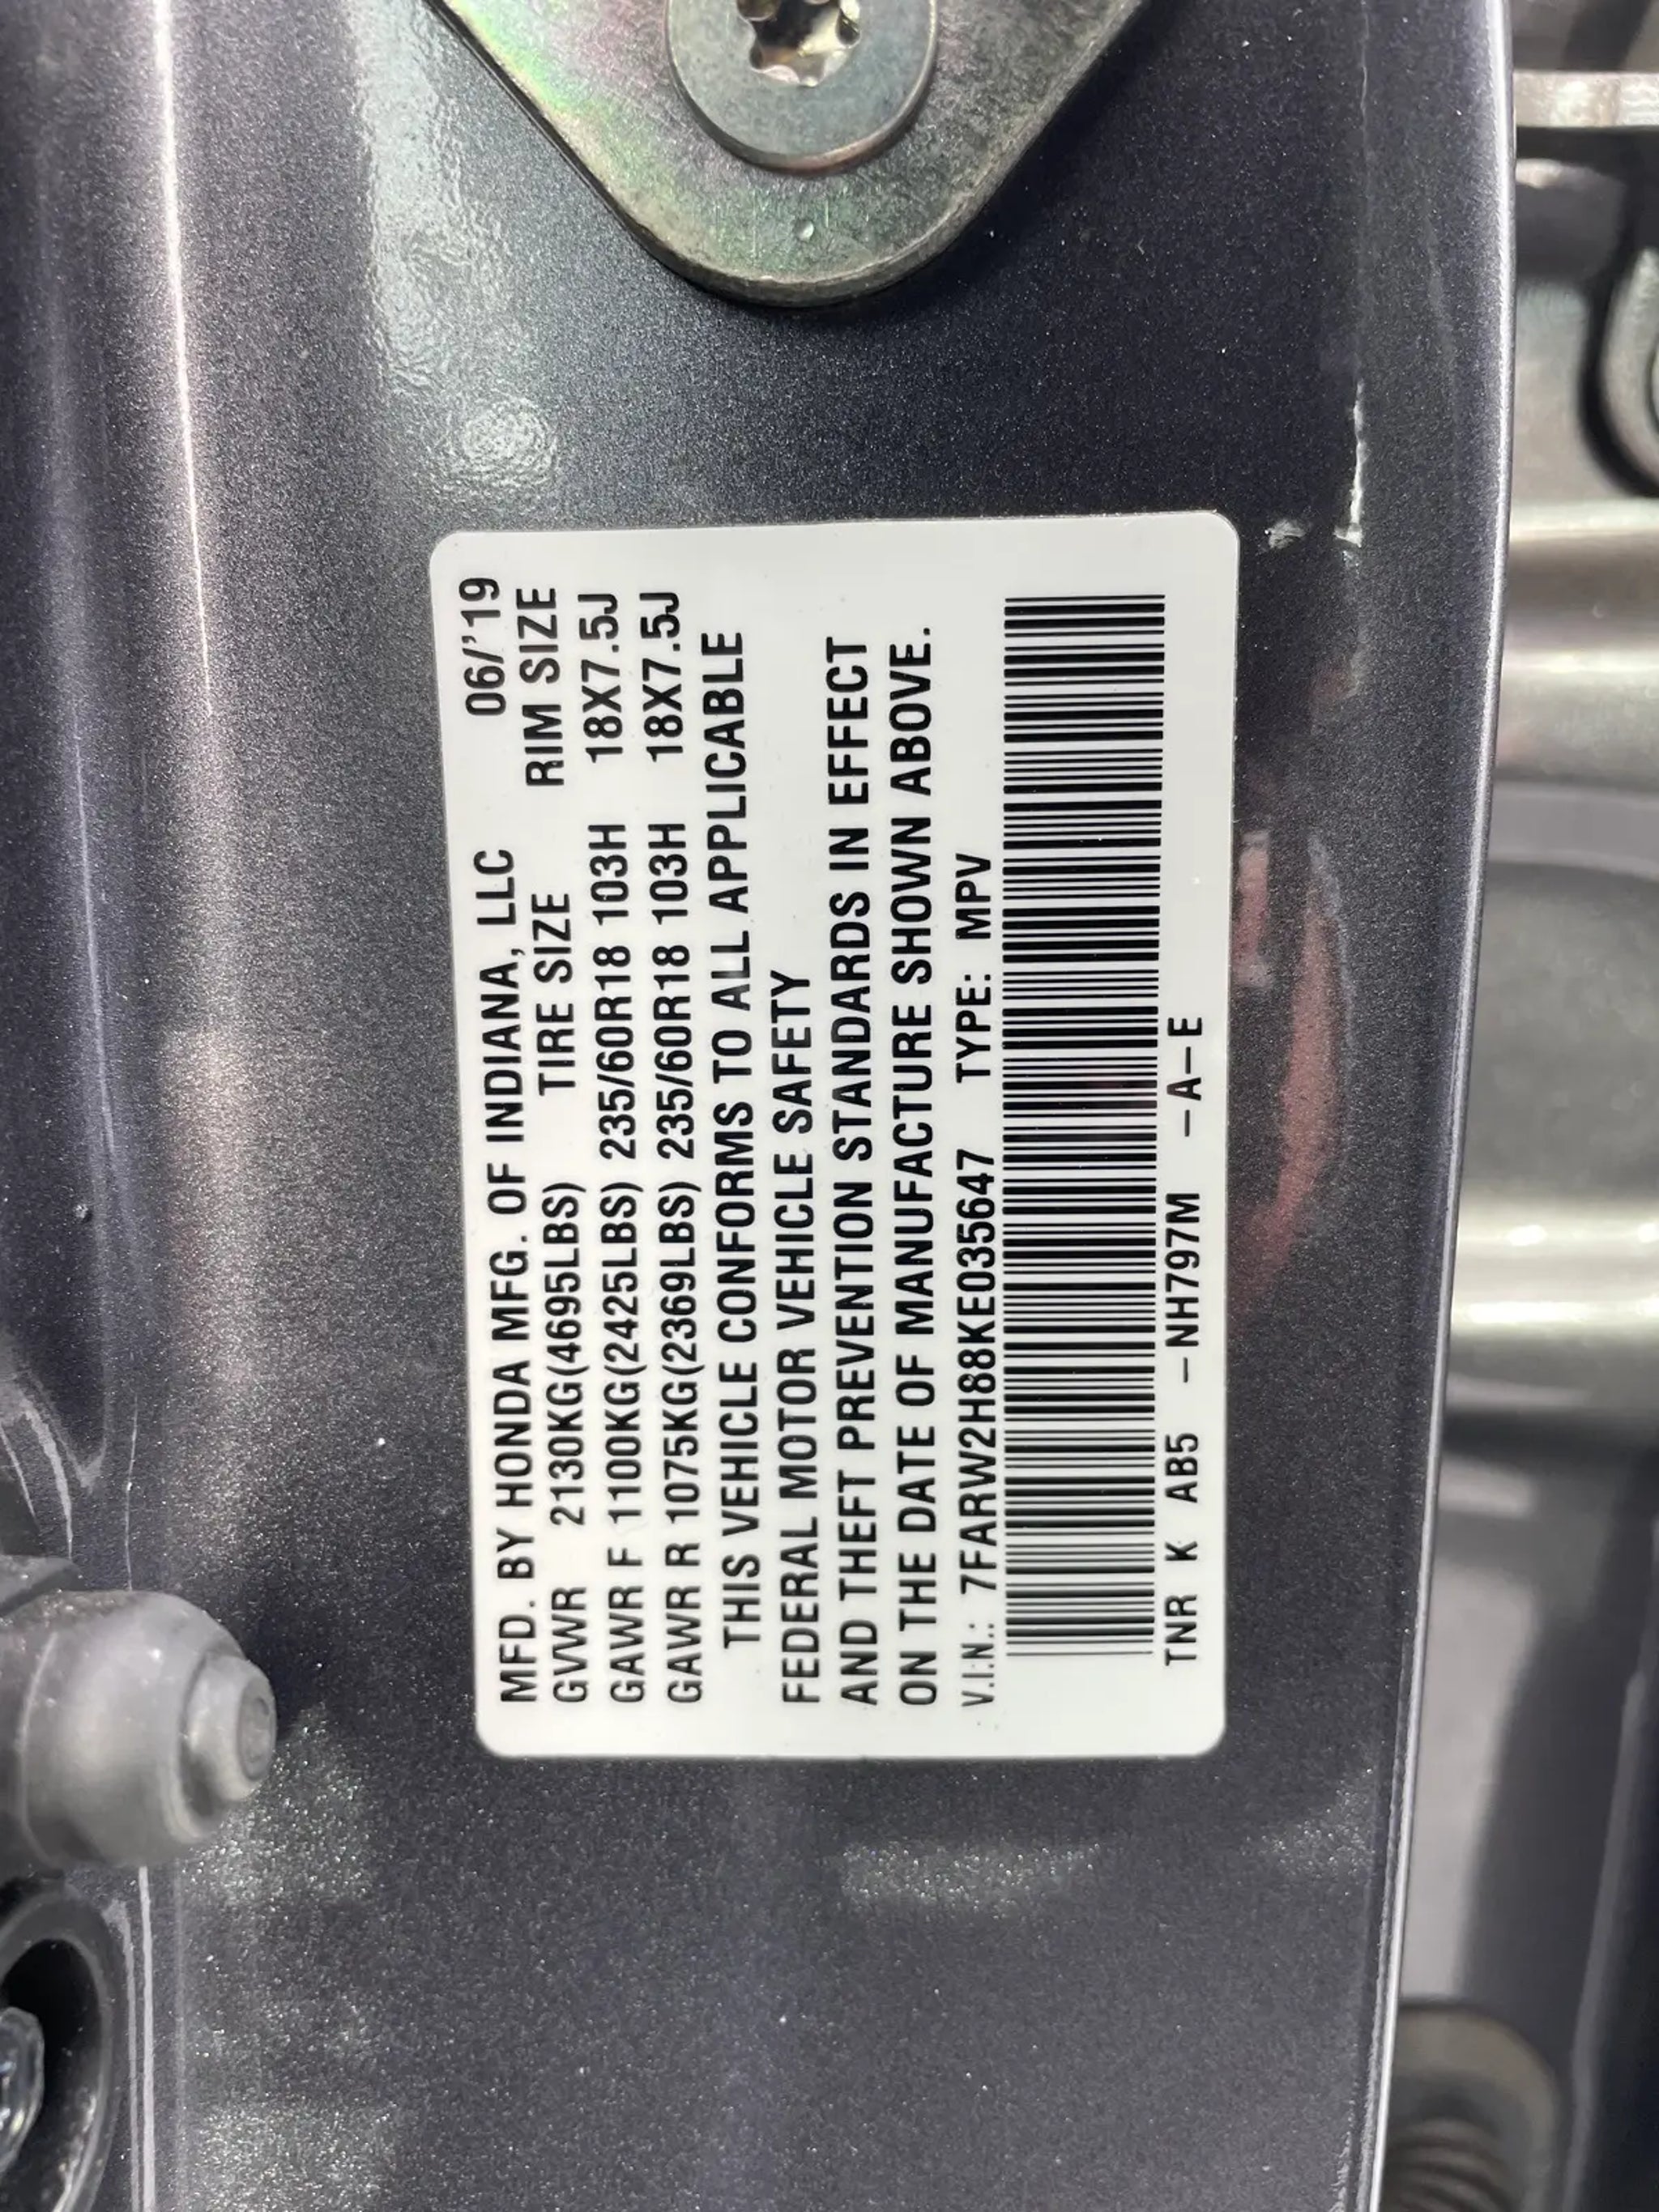 MFD. BY HONDA MFG. OF INDIANA, LLC 06/'19
GVWR 2130KG(4695LBS) TIRE SIZE RIM SIZE
GAWR F 1100KG(2425LBS) 235/60R18 103H 18X7.5J
GAWR R 1075KG(2369LBS) 235/60R18 103H 18X7.5J
THIS VEHICLE CONFORMS TO ALL APPLICABLE
FEDERAL MOTOR VEHICLE SAFETY
AND THEFT PREVENTION STANDARDS IN EFFECT
ON THE DATE OF MANUFACTURE SHOWN ABOVE.
V.I.N.: 7FARW2H88KE035647 TYPE: MPV
TNR K AB5 -NH797M -A-E